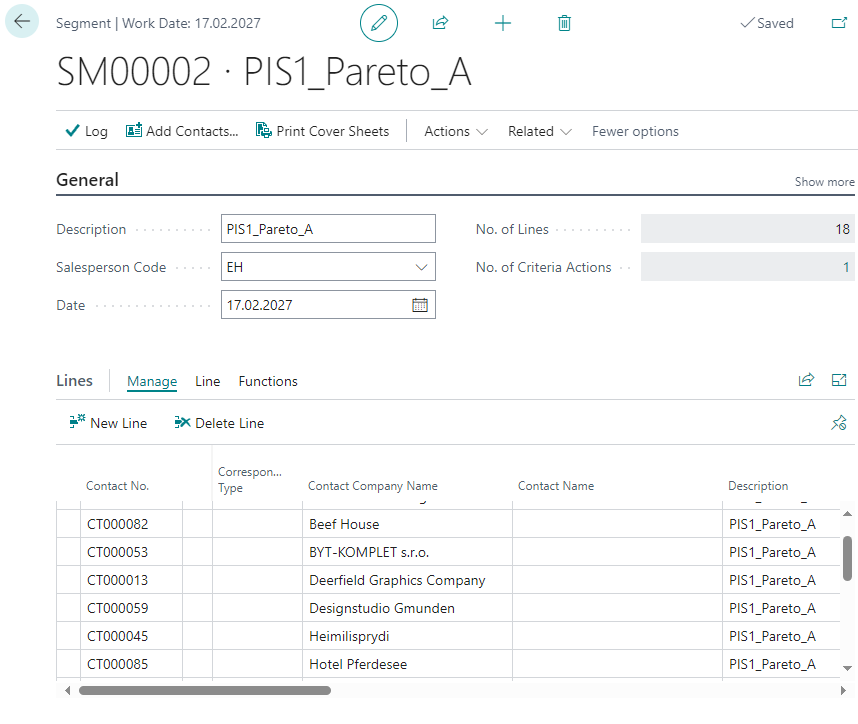 Segment | Work Date: 17.02.2027
Saved
SM00002 · PIS1_Pareto_A
Log Add Contacts... Print Cover Sheets Actions Related Fewer options
General Show more
Description PIS1_Pareto_A No. of Lines 18
Salesperson Code EH No. of Criteria Actions 1
Date 17.02.2027
Lines Manage Line Functions
New Line Delete Line
Contact No. Correspon... Type Contact Company Name Contact Name Description
CT000082 Beef House PIS1_Pareto_A
CT000053 BYT-KOMPLET s.r.o. PIS1_Pareto_A
CT000013 Deerfield Graphics Company PIS1_Pareto_A
CT000059 Designstudio Gmunden PIS1_Pareto_A
CT000045 Heimilisprydi PIS1_Pareto_A
CT000085 Hotel Pferdesee PIS1_Pareto_A